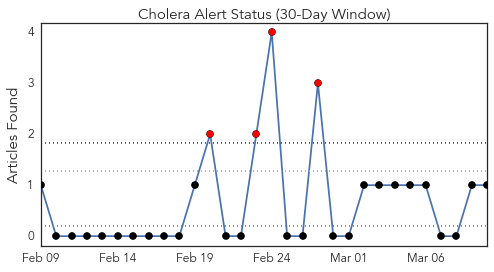 Cholera Alert Status (30-Day Window)
Articles Found
4
3
2
1
0
Feb 09 Feb 14 Feb 19 Feb 24 Mar 01 Mar 06